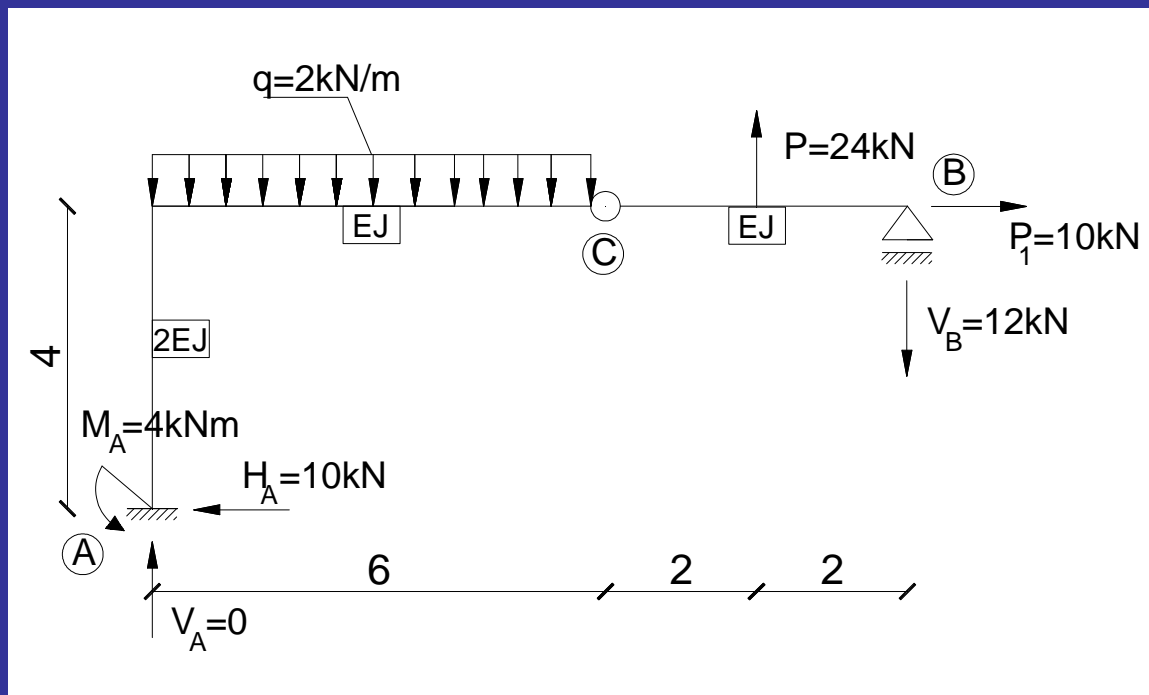 q=2kN/m
P=24kN
B
EJ
EJ
P1=10kN
C
2EJ
VB=12kN
4
MA=4kNm
HA=10kN
A
6
2
2
VA=0